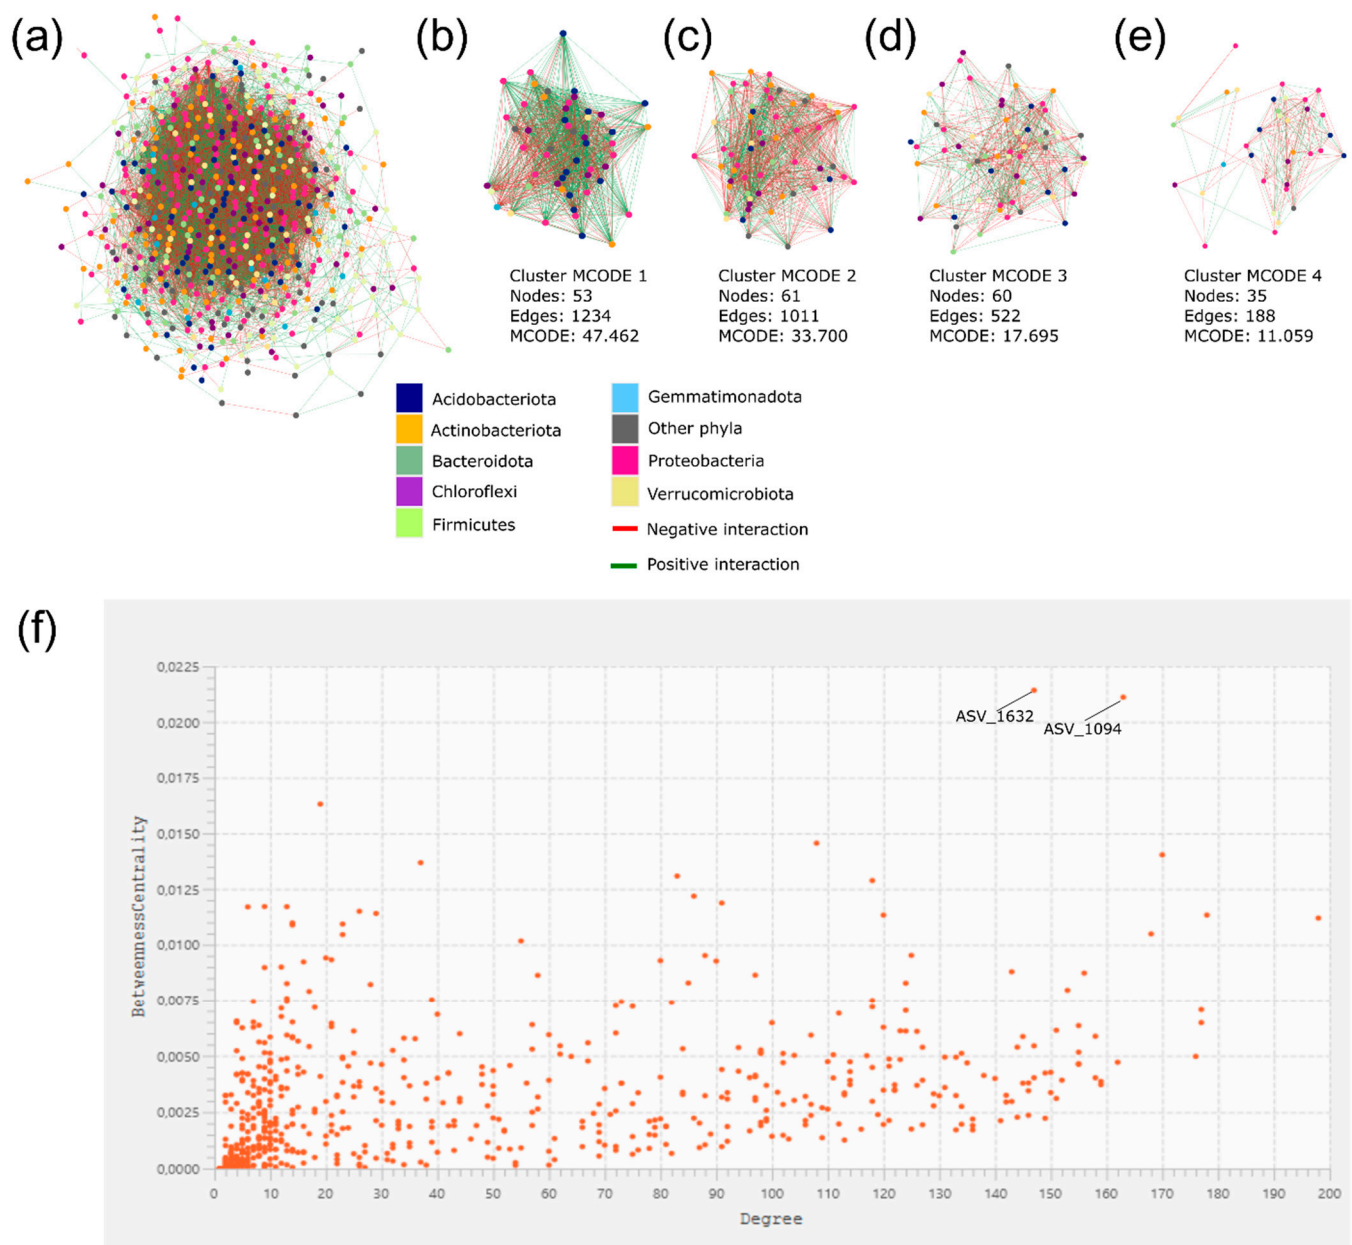 (a)
(b)
(c)
(d)
(e)
Cluster MCODE 1
Nodes: 53
Edges: 1234
MCODE: 47.462
Cluster MCODE 2
Nodes: 61
Edges: 1011
MCODE: 33.700
Cluster MCODE 3
Nodes: 60
Edges: 522
MCODE: 17.695
Cluster MCODE 4
Nodes: 35
Edges: 188
MCODE: 11.059
Acidobacteriota
Actinobacteriota
Bacteroidota
Chloroflexi
Firmicutes
Gemmatimonadota
Other phyla
Proteobacteria
Verrucomicrobiota
Negative interaction
Positive interaction
(f)
BetweennessCentrality
0,0225
0,0200
0,0175
0,0150
0,0125
0,0100
0,0075
0,0050
0,0025
0,0000
ASV_1632
ASV_1094
0 10 20 30 40 50 60 70 80 90 100 110 120 130 140 150 160 170 180 190 200
Degree